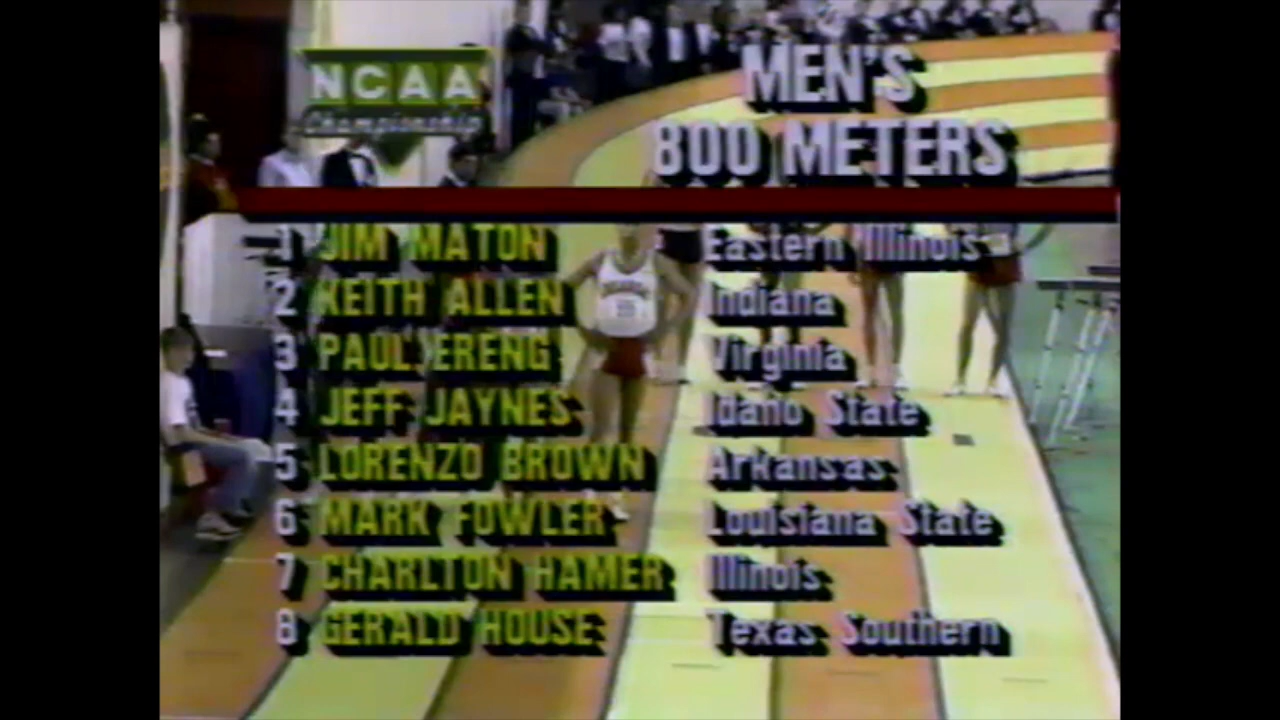 NCAA
Championship
MEN'S
800 METERS
1 JIM MATON Eastern Illinois
2 KEITH ALLEN Indiana
3 PAUL ERENG Virginia
4 JEFF JAYNES Idaho State
5 LORENZO BROWN Arkansas
6 MARK FOWLER Louisiana State
7 CHARLTON HAMER Illinois
8 GERALD HOUSE Texas Southern